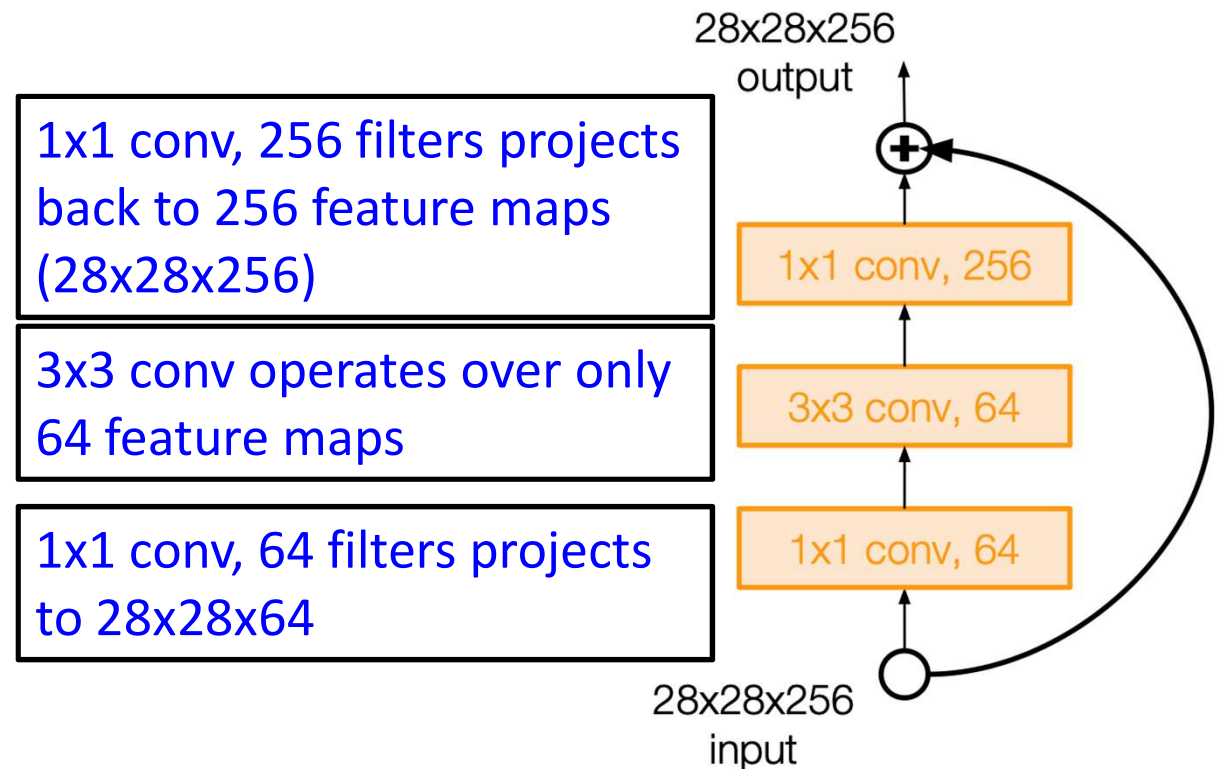 28x28x256
output
1x1 conv, 256 filters projects
back to 256 feature maps
(28x28x256)
1x1 conv, 256
3x3 conv operates over only
64 feature maps
3x3 conv, 64
1x1 conv, 64 filters projects
to 28x28x64
1x1 conv, 64
28x28x256
input